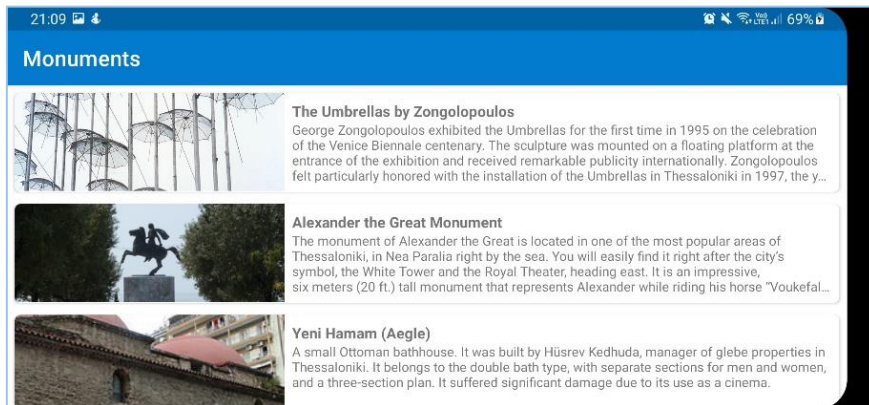 21:09 69%
Monuments
The Umbrellas by Zongolopoulos
George Zongolopoulos exhibited the Umbrellas for the first time in 1995 on the celebration
of the Venice Biennale centenary. The sculpture was mounted on a floating platform at the
entrance of the exhibition and received remarkable publicity internationally. Zongolopoulos
felt particularly honored with the installation of the Umbrellas in Thessaloniki in 1997, the y...
Alexander the Great Monument
The monument of Alexander the Great is located in one of the most popular areas of
Thessaloniki, in Nea Paralia right by the sea. You will easily find it right after the city's
symbol, the White Tower and the Royal Theater, heading east. It is an impressive,
six meters (20 ft.) tall monument that represents Alexander while riding his horse “Voukefal...
Yeni Hamam (Aegle)
A small Ottoman bathhouse. It was built by Hüsrev Kedhuda, manager of glebe properties in
Thessaloniki. It belongs to the double bath type, with separate sections for men and women,
and a three-section plan. It suffered significant damage due to its use as a cinema.